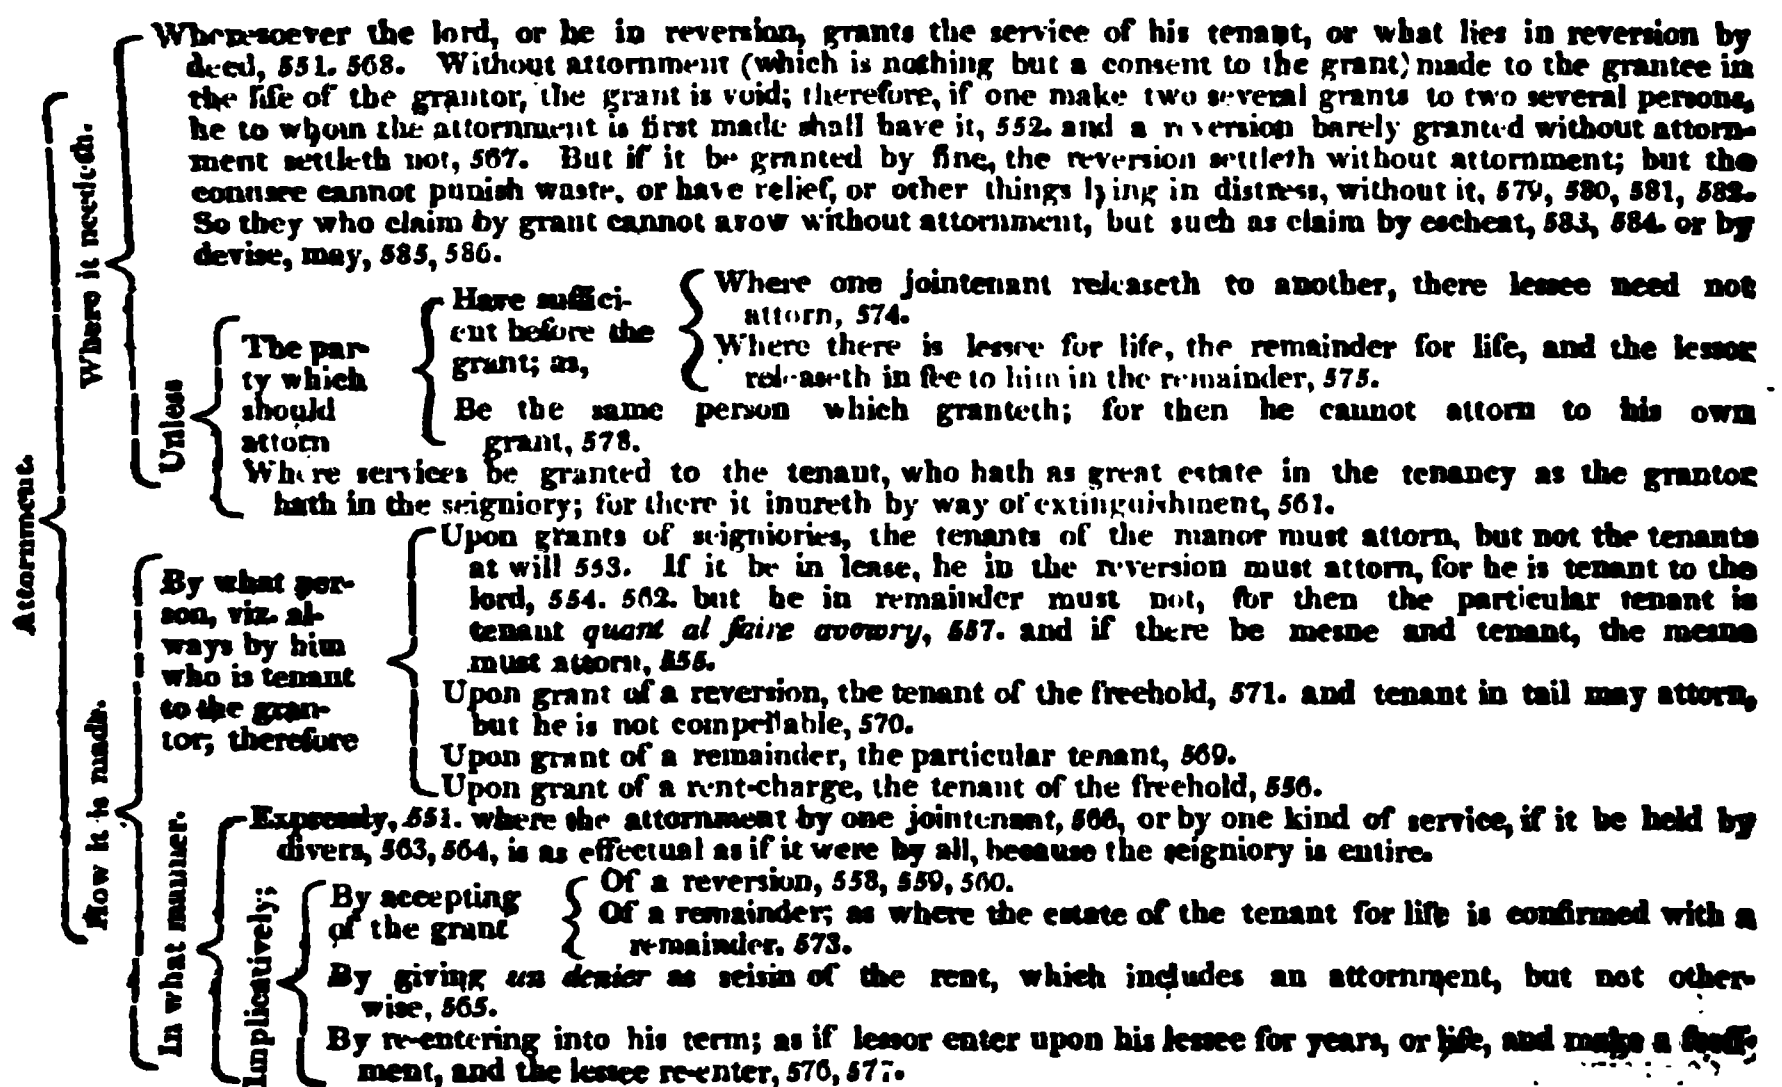 Attornment.
Where it needeth.
Whensoever the lord, or he in reversion, grants the service of his tenant, or what lies in reversion by
deed, 551. 568. Without attornment (which is nothing but a consent to the grant) made to the grantee in
the life of the grantor, the grant is void; therefore, if one make two several grants to two several persons,
he to whom the attornment is first made shall have it, 552. and a reversion barely granted without attorn-
ment settleth not, 567. But if it be granted by fine, the reversion settleth without attornment; but the
conusee cannot punish waste, or have relief, or other things lying in distress, without it, 579, 580, 581, 582.
So they who claim by grant cannot avow without attornment, but such as claim by escheat, 583, 584. or by
devise, may, 585, 586.
Unless
The par-
ty which
should
attorn
Have suffici-
ent before the
grant; as,
Where one jointenant releaseth to another, there lessee need not
attorn, 574.
Where there is lessee for life, the remainder for life, and the lessor
releaseth in fee to him in the remainder, 575.
Be the same person which granteth; for then he cannot attorn to his own
grant, 578.
Where services be granted to the tenant, who hath as great estate in the tenancy as the grantor
hath in the seigniory; for there it inureth by way of extinguishment, 561.
How it is made.
By what per-
son, viz. al-
ways by him
who is tenant
to the gran-
tor; therefore
Upon grants of seigniories, the tenants of the manor must attorn, but not the tenants
at will 553. If it be in lease, he in the reversion must attorn, for he is tenant to the
lord, 554. 562. but he in remainder must not, for then the particular tenant is
tenant quant al faire avowry, 557. and if there be mesne and tenant, the mesne
must attorn, 555.
Upon grant of a reversion, the tenant of the freehold, 571. and tenant in tail may attorn,
but he is not compellable, 570.
Upon grant of a remainder, the particular tenant, 569.
Upon grant of a rent-charge, the tenant of the freehold, 556.
In what manner.
Expressly, 551. where the attornment by one jointenant, 566, or by one kind of service, if it be held by
divers, 563, 564, is as effectual as if it were by all, because the seigniory is entire.
Implicatively;
By accepting
of the grant
Of a reversion, 558, 559, 560.
Of a remainder; as where the estate of the tenant for life is confirmed with a
remainder, 573.
By giving un denier as seisin of the rent, which includes an attornment, but not other-
wise, 565.
By re-entering into his term; as if lessor enter upon his lessee for years, or life, and make a feoff-
ment, and the lessee re-enter, 576, 577.